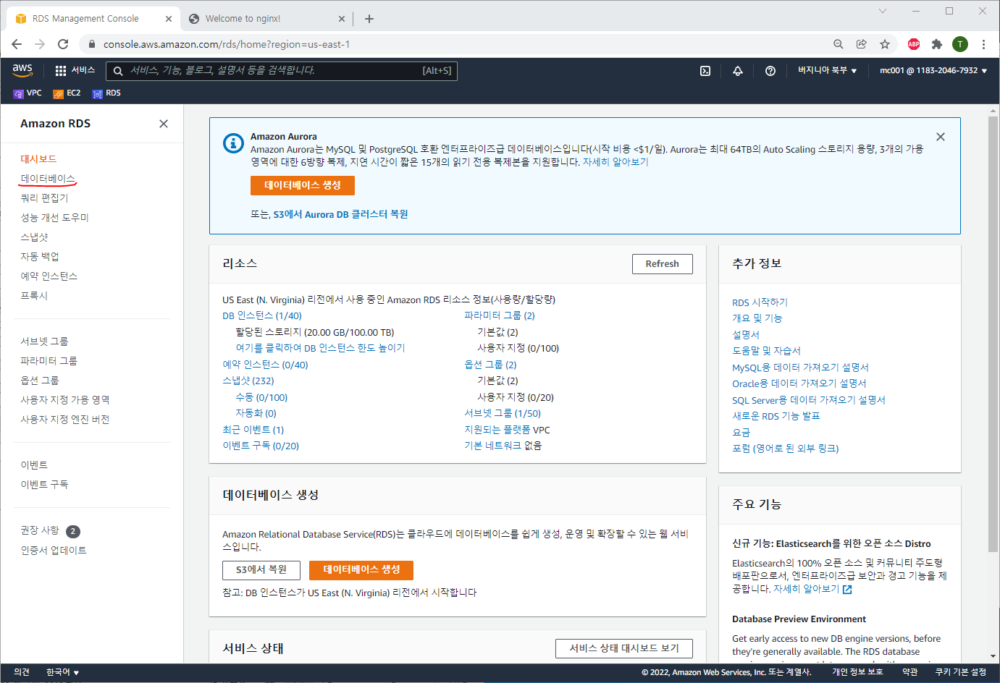 RDS Management Console
Welcome to nginx!
console.aws.amazon.com/rds/home?region=us-east-1
ABP
T
aws
서비스
서비스, 기능, 블로그, 설명서 등을 검색합니다.
[Alt+S]
버지니아 북부
mc001 @ 1183-2046-7932
VPC
EC2
RDS
Amazon RDS
대시보드
데이터베이스
쿼리 편집기
성능 개선 도우미
스냅샷
자동 백업
예약 인스턴스
프록시
서브넷 그룹
파라미터 그룹
옵션 그룹
사용자 지정 가용 영역
사용자 지정 엔진 버전
이벤트
이벤트 구독
권장 사항 2
인증서 업데이트
Amazon Aurora
Amazon Aurora는 MySQL 및 PostgreSQL 호환 엔터프라이즈급 데이터베이스입니다(시작 비용 <$1/일). Aurora는 최대 64TB의 Auto Scaling 스토리지 용량, 3개의 가용
영역에 대한 6방향 복제, 지연 시간이 짧은 15개의 읽기 전용 복제본을 지원합니다. 자세히 알아보기
데이터베이스 생성
또는, S3에서 Aurora DB 클러스터 복원
리소스
Refresh
US East (N. Virginia) 리전에서 사용 중인 Amazon RDS 리소스 정보(사용량/할당량)
DB 인스턴스 (1/40)
할당된 스토리지 (20.00 GB/100.00 TB)
여기를 클릭하여 DB 인스턴스 한도 높이기
예약 인스턴스 (0/40)
스냅샷 (232)
수동 (0/100)
자동화 (0)
최근 이벤트 (1)
이벤트 구독 (0/20)
파라미터 그룹 (2)
기본값 (2)
사용자 지정 (0/100)
옵션 그룹 (2)
기본값 (2)
사용자 지정 (0/20)
서브넷 그룹 (1/50)
지원되는 플랫폼 VPC
기본 네트워크 없음
데이터베이스 생성
Amazon Relational Database Service(RDS)는 클라우드에 데이터베이스를 쉽게 생성, 운영 및 확장할 수 있는 웹 서비
스입니다.
S3에서 복원
데이터베이스 생성
참고: DB 인스턴스가 US East (N. Virginia) 리전에서 시작합니다
서비스 상태
서비스 상태 대시보드 보기
추가 정보
RDS 시작하기
개요 및 기능
설명서
도움말 및 자습서
MySQL용 데이터 가져오기 설명서
Oracle용 데이터 가져오기 설명서
SQL Server용 데이터 가져오기 설명서
새로운 RDS 기능 발표
요금
포럼 (영어로 된 외부 링크)
주요 기능
신규 기능: Elasticsearch를 위한 오픈 소스 Distro
Elasticsearch의 100% 오픈 소스 및 커뮤니티 주도형
배포판으로서, 엔터프라이즈급 보안과 경고 기능을 제
공합니다. 자세히 알아보기
Database Preview Environment
Get early access to new DB engine versions, before
they're generally available. The RDS database
의견
한국어
© 2022, Amazon Web Services, Inc. 또는 계열사.
개인 정보 보호
약관
쿠키 기본 설정